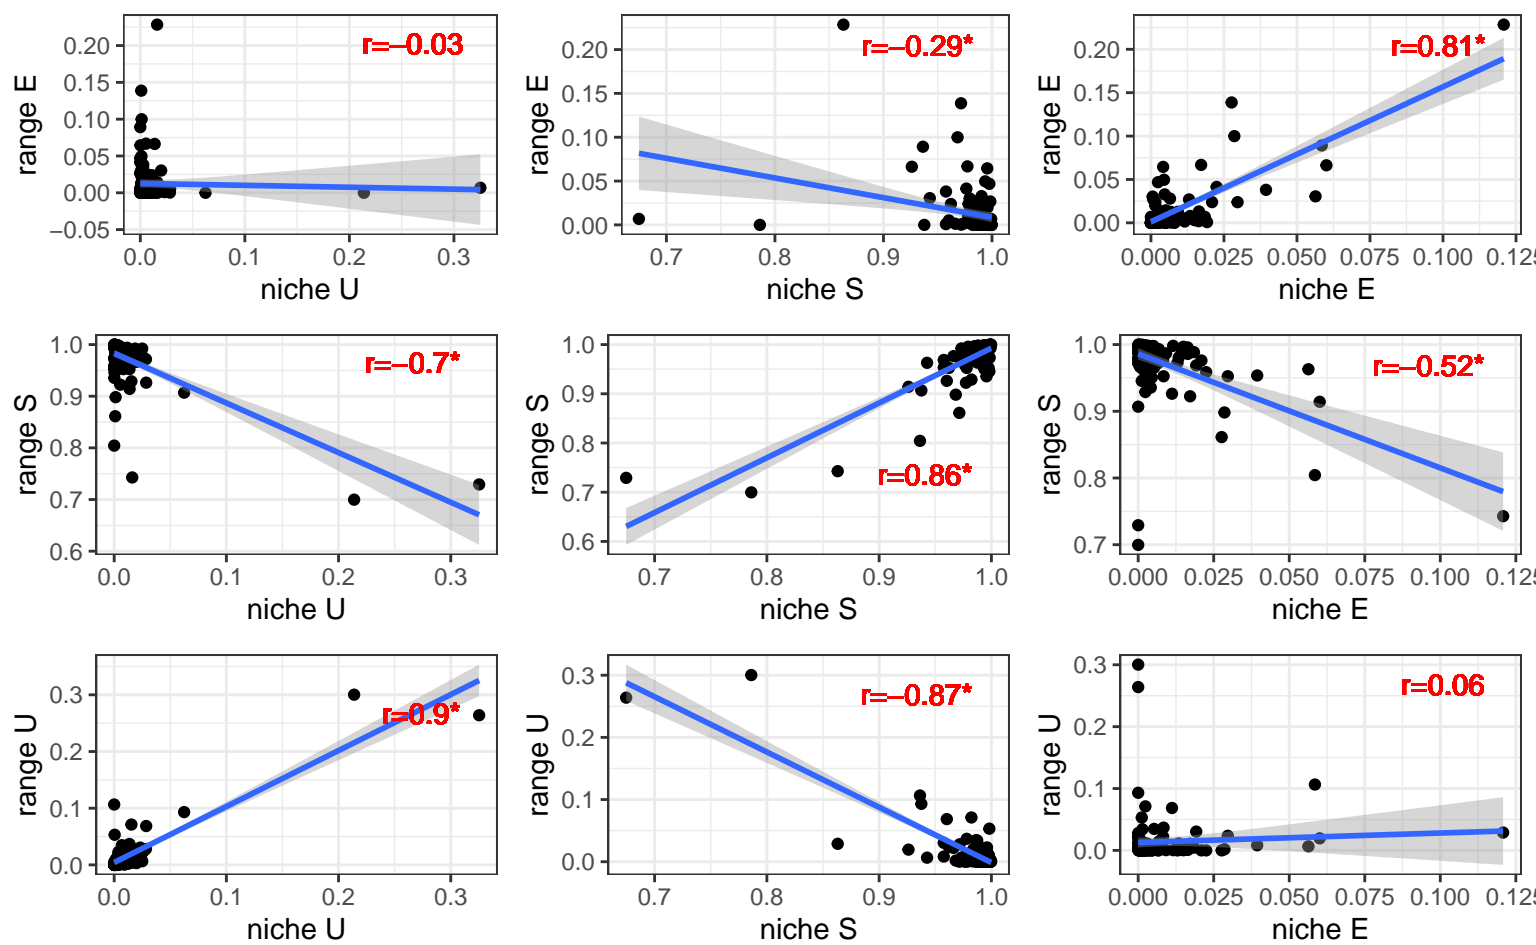 range E
0.20
0.15
0.10
0.05
0.00
−0.05
r=−0.03
0.0 0.1 0.2 0.3
niche U
range E
0.20
0.15
0.10
0.05
0.00
r=−0.29*
0.7 0.8 0.9 1.0
niche S
range E
0.20
0.15
0.10
0.05
0.00
r=0.81*
0.000 0.025 0.050 0.075 0.100 0.125
niche E
range S
1.0
0.9
0.8
0.7
0.6
r=−0.7*
0.0 0.1 0.2 0.3
niche U
range S
1.0
0.9
0.8
0.7
0.6
r=0.86*
0.7 0.8 0.9 1.0
niche S
range S
1.0
0.9
0.8
0.7
r=−0.52*
0.000 0.025 0.050 0.075 0.100 0.125
niche E
range U
0.3
0.2
0.1
0.0
r=0.9*
0.0 0.1 0.2 0.3
niche U
range U
0.3
0.2
0.1
0.0
r=−0.87*
0.7 0.8 0.9 1.0
niche S
range U
0.3
0.2
0.1
0.0
r=0.06
0.000 0.025 0.050 0.075 0.100 0.125
niche E